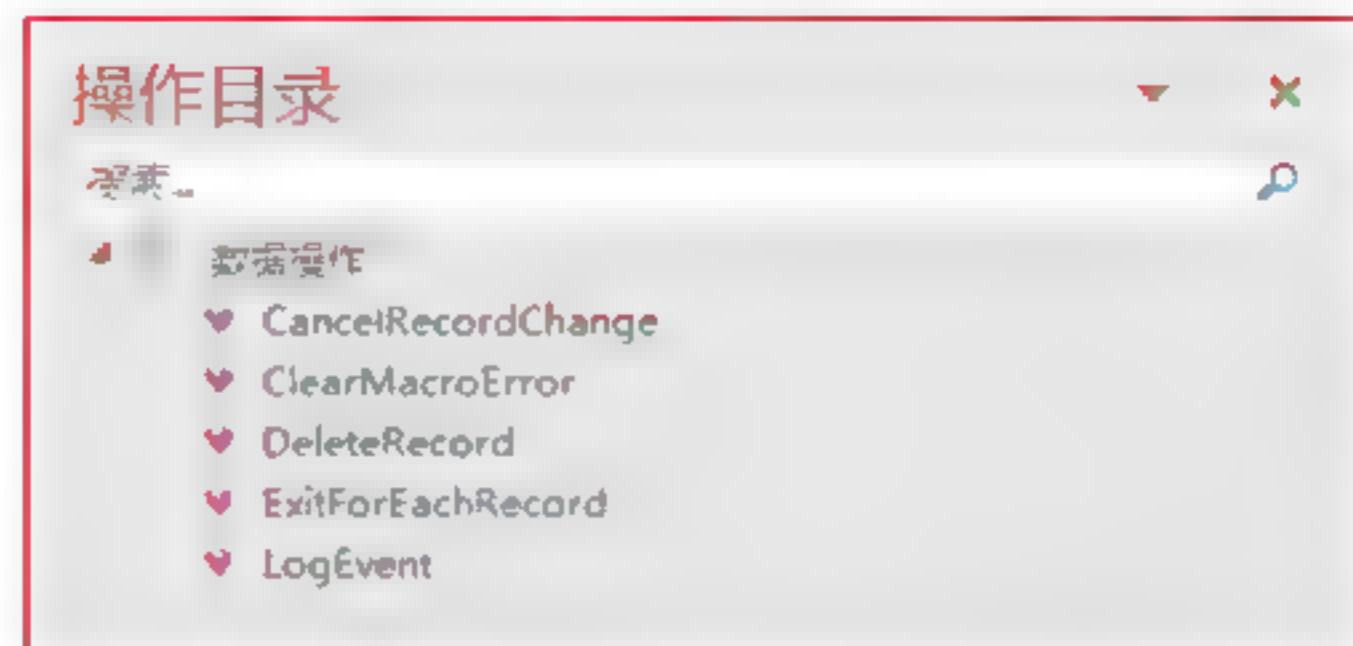 操作目录
搜索...
数据操作
CancelRecordChange
ClearMacroError
DeleteRecord
ExitForEachRecord
LogEvent